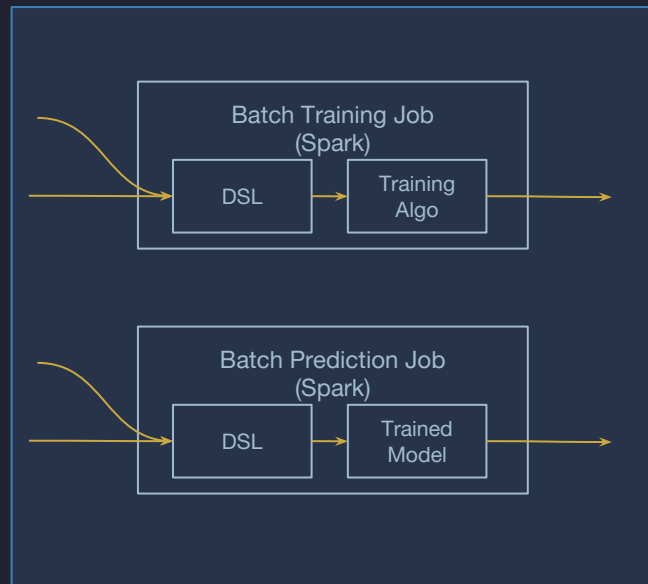 Batch Training Job
(Spark)
DSL
Training
Algo
Batch Prediction Job
(Spark)
DSL
Trained
Model